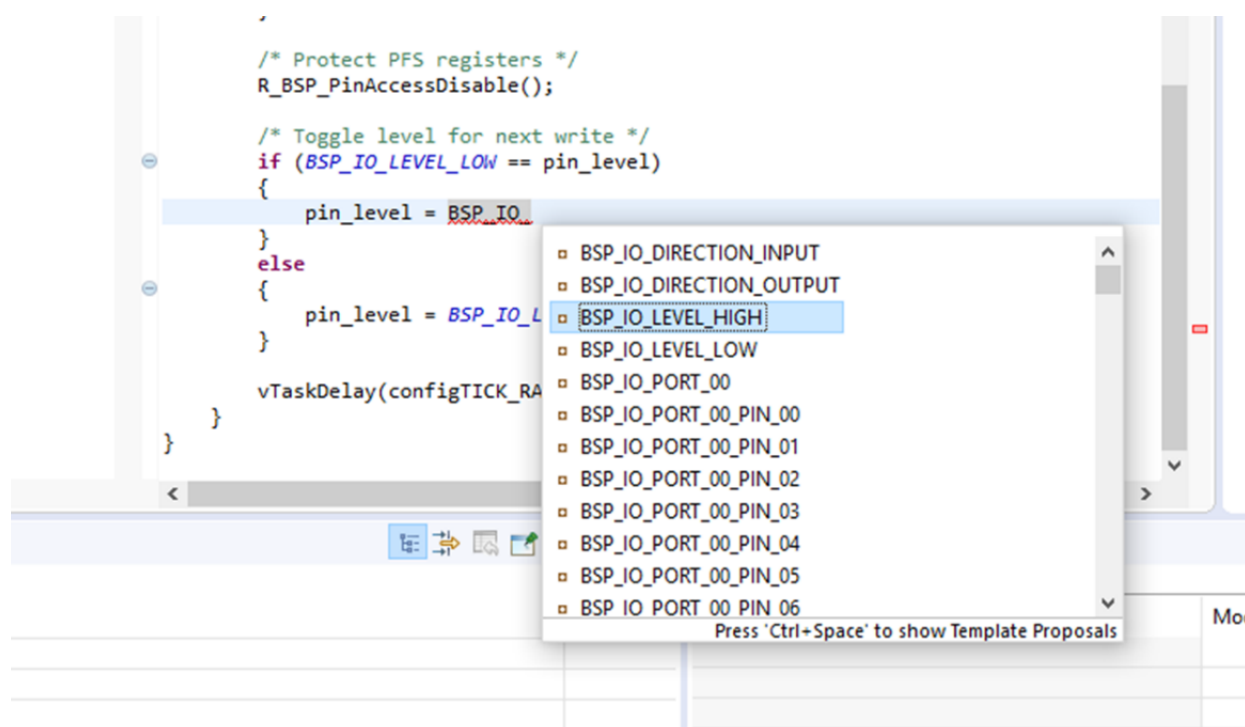 }
/* Protect PFS registers */
R_BSP_PinAccessDisable();
/* Toggle level for next write */
if (BSP_IO_LEVEL_LOW == pin_level)
{
pin_level = BSP_IO_
}
else
{
pin_level = BSP_IO_L
}
vTaskDelay(configTICK_RA
}
}
BSP_IO_DIRECTION_INPUT
BSP_IO_DIRECTION_OUTPUT
BSP_IO_LEVEL_HIGH
BSP_IO_LEVEL_LOW
BSP_IO_PORT_00
BSP_IO_PORT_00_PIN_00
BSP_IO_PORT_00_PIN_01
BSP_IO_PORT_00_PIN_02
BSP_IO_PORT_00_PIN_03
BSP_IO_PORT_00_PIN_04
BSP_IO_PORT_00_PIN_05
BSP_IO_PORT_00_PIN_06
Press 'Ctrl+Space' to show Template Proposals